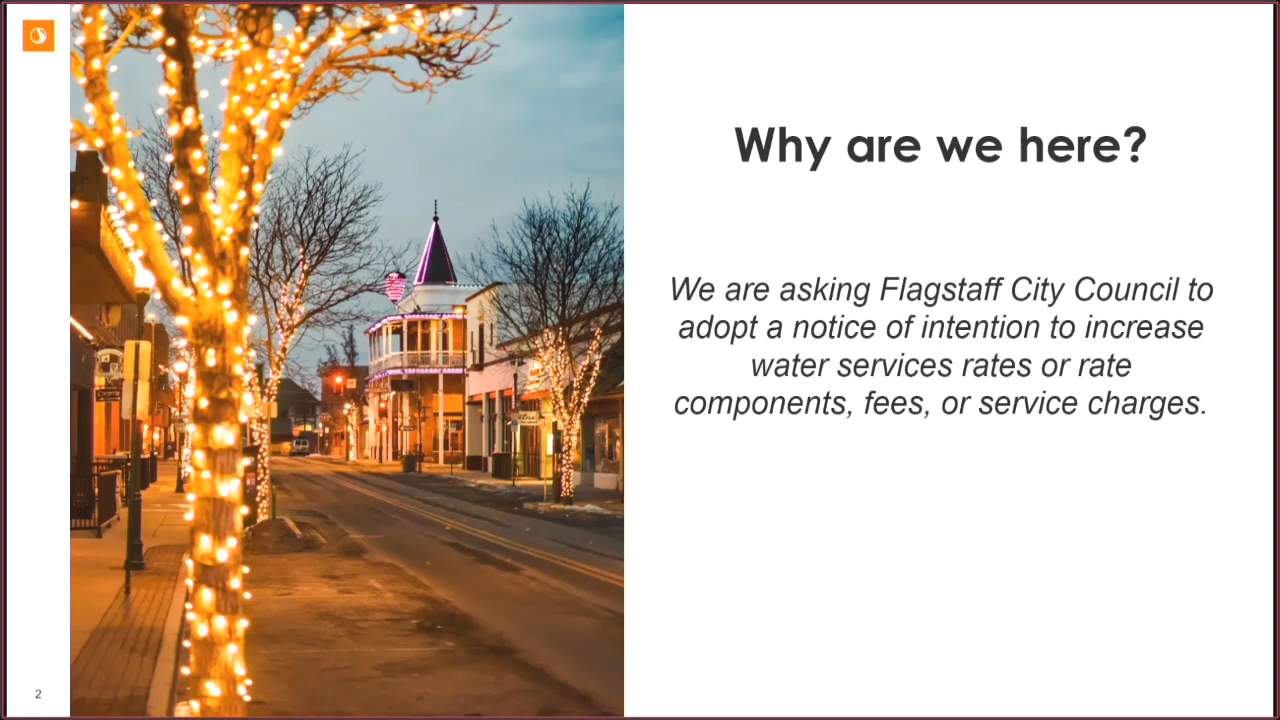 Why are we here?
We are asking Flagstaff City Council to
adopt a notice of intention to increase
water services rates or rate
components, fees, or service charges.
2